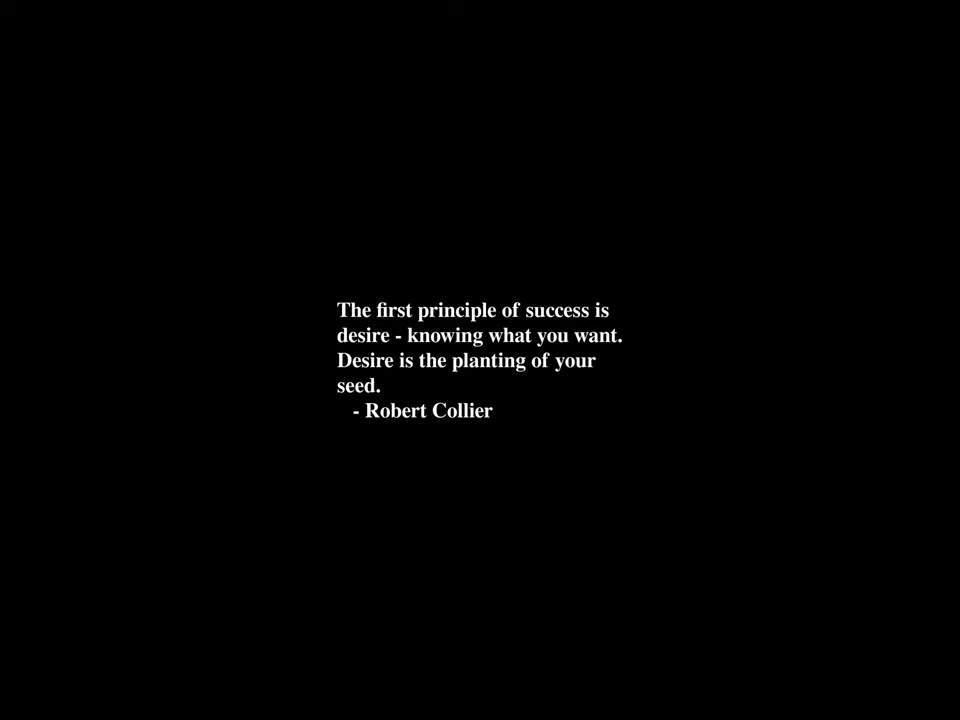 The first principle of success is
desire - knowing what you want.
Desire is the planting of your
seed.
- Robert Collier